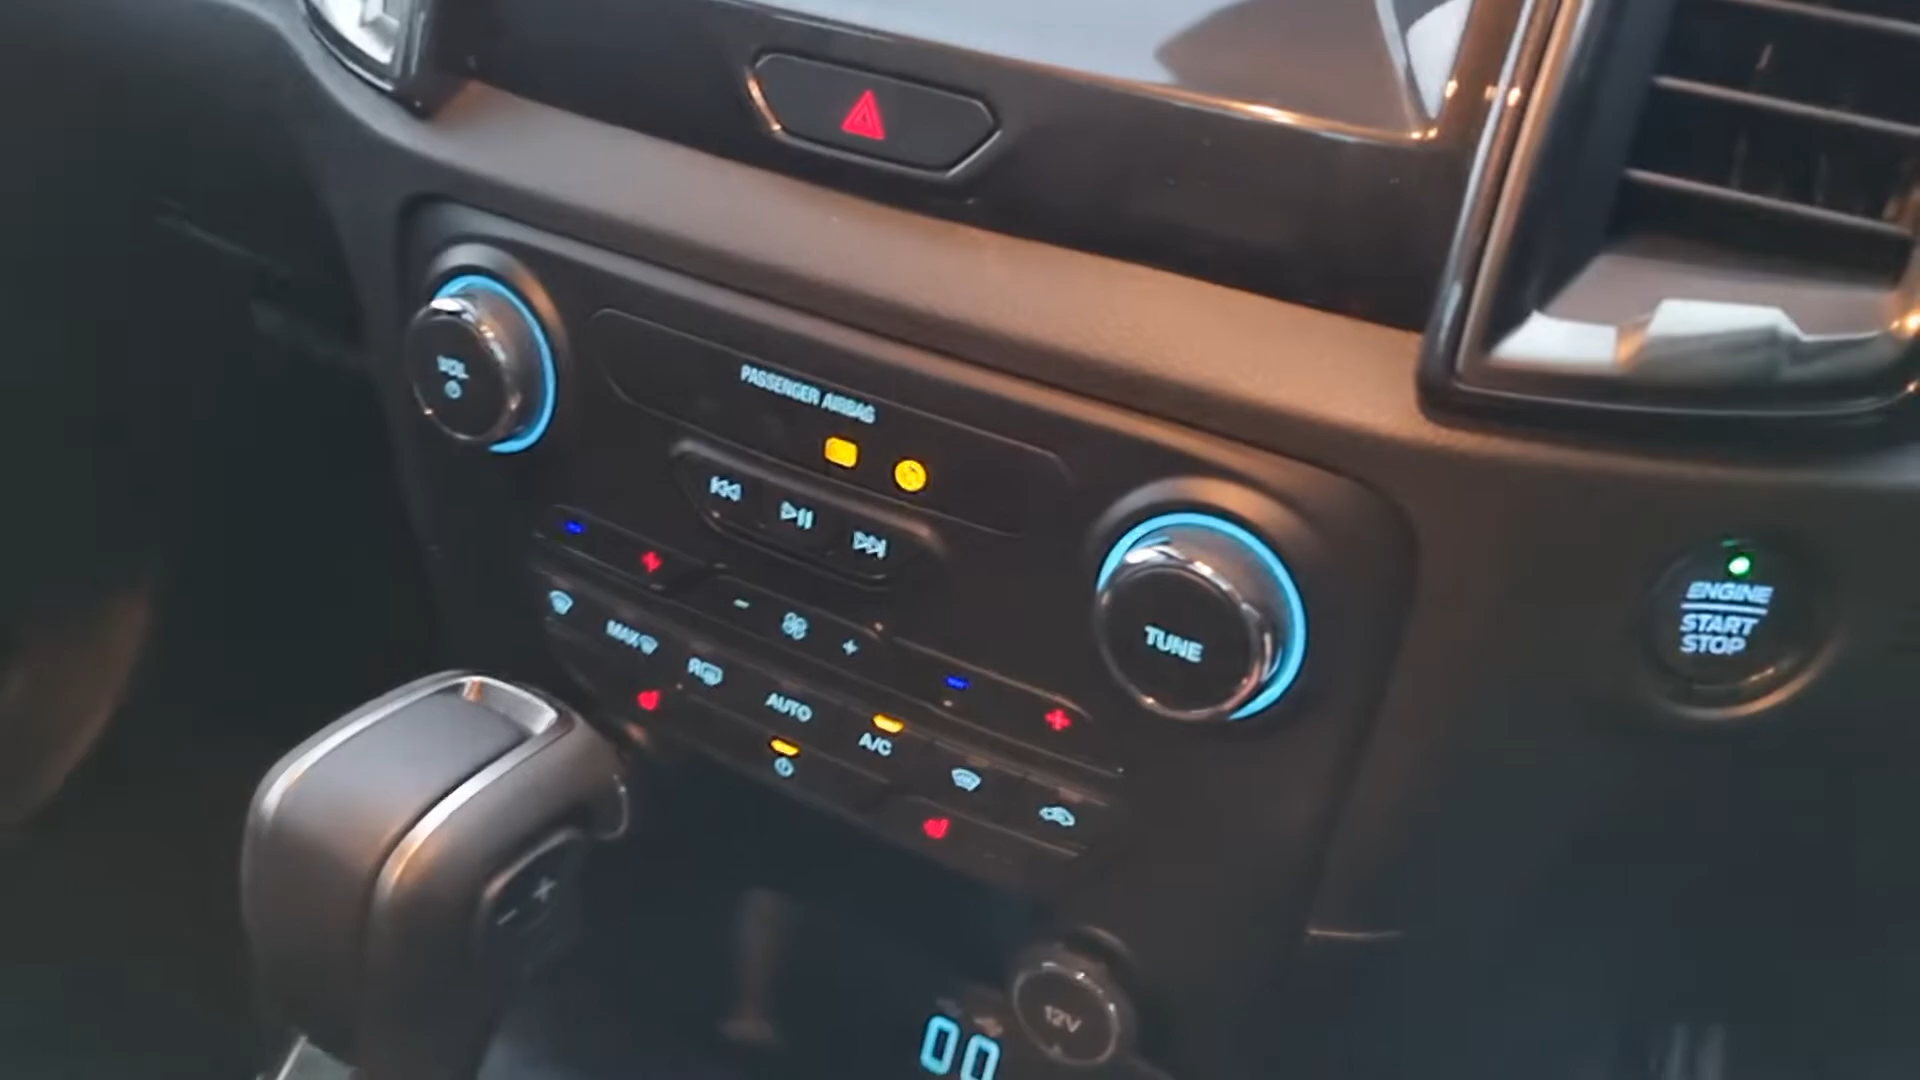 VOL
PASSENGER AIRBAG
TUNE
ENGINE
START
STOP
MAX
R
AUTO
A/C
12V
00